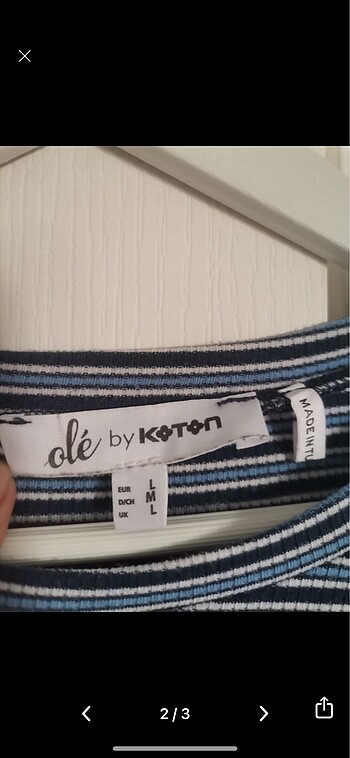 olé by KOTON
MADE IN TU
EUR L
D/CH M
UK L
2/3